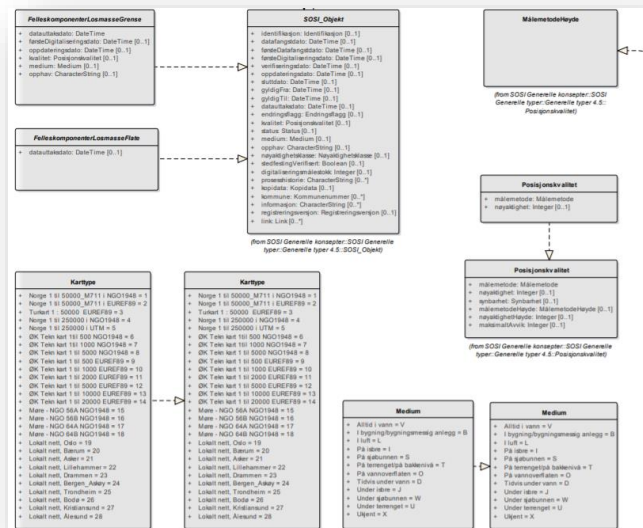 FelleskomponenterLosmasseGrense
+ datauttaksdato: DateTime
+ førsteDigitaliseringsdato: DateTime [0..1]
+ oppdateringsdato: DateTime [0..1]
+ kvalitet: Posisjonskvalitet [0..1]
+ medium: Medium [0..1]
+ opphav: CharacterString [0..1]
FelleskomponenterLosmasseFlate
+ datauttaksdato: DateTime [0..1]
SOSI_Objekt
+ identifikasjon: Identifikasjon [0..1]
+ datafangstdato: DateTime [0..1]
+ førsteDatafangstdato: DateTime [0..1]
+ førsteDigitaliseringsdato: DateTime [0..1]
+ verifiseringsdato: DateTime [0..1]
+ oppdateringsdato: DateTime [0..1]
+ sluttdato: DateTime [0..1]
+ gyldigFra: DateTime [0..1]
+ gyldigTil: DateTime [0..1]
+ datauttaksdato: DateTime [0..1]
+ endringsflagg: Endringsflagg [0..1]
+ kvalitet: Posisjonskvalitet [0..1]
+ status: Status [0..1]
+ medium: Medium [0..1]
+ opphav: CharacterString [0..1]
+ nøyaktighetsklasse: Nøyaktighetsklasse [0..1]
+ stedfestingVerifisert: Boolean [0..1]
+ digitaliseringsmålestokk: Integer [0..1]
+ prosesshistorie: CharacterString [0..*]
+ kopidata: Kopidata [0..1]
+ kommune: Kommunenummer [0..*]
+ informasjon: CharacterString [0..*]
+ registreringsversjon: Registreringsversjon [0..1]
+ link: Link [0..*]
(from SOSI Generelle konsepter::SOSI Generelle
typer::Generelle typer 4.5::SOSI_Objekt)
MålemetodeHøyde
(from SOSI Generelle konsepter::SOSI
Generelle typer::Generelle typer 4.5::
Posisjonskvalitet)
Posisjonskvalitet
+ målemetode: Målemetode
+ nøyaktighet: Integer [0..1]
Posisjonskvalitet
+ målemetode: Målemetode
+ nøyaktighet: Integer [0..1]
+ synbarhet: Synbarhet [0..1]
+ målemetodeHøyde: MålemetodeHøyde [0..1]
+ nøyaktighetHøyde: Integer [0..1]
+ maksimaltAvvik: Integer [0..1]
(from SOSI Generelle konsepter::SOSI Generelle
typer::Generelle typer 4.5::Posisjonskvalitet)
Karttype
+ Norge 1 til 50000_M711 i NGO1948 = 1
+ Norge 1 til 50000_M711 i EUREF89 = 2
+ Turkart 1 : 50000 EUREF89 = 3
+ Norge 1 til 250000 i NGO1948 = 4
+ Norge 1 til 250000 i UTM = 5
+ ØK Tekn kart 1til 500 NGO1948 = 6
+ ØK Tekn kart 1til 1000 NGO1948 = 7
+ ØK Tekn kart 1 til 5000 NGO1948 = 8
+ ØK Tekn kart 1 til 500 EUREF89 = 9
+ ØK Tekn kart 1 til 1000 EUREF89 = 10
+ ØK Tekn kart 1 til 2000 EUREF89 = 11
+ ØK Tekn kart 1 til 5000 EUREF89 = 12
+ ØK Tekn kart 1 til 10000 EUREF89 = 13
+ ØK Tekn kart 1 til 20000 EUREF89 = 14
+ Møre - NGO 56A NGO1948 = 15
+ Møre - NGO 56B NGO1948 = 16
+ Møre - NGO 64A NGO1948 = 17
+ Møre - NGO 64B NGO1948 = 18
+ Lokalt nett, Oslo = 19
+ Lokalt nett, Bærum = 20
+ Lokalt nett, Asker = 21
+ Lokalt nett, Lillehammer = 22
+ Lokalt nett, Drammen = 23
+ Lokalt nett, Bergen_Askøy = 24
+ Lokalt nett, Trondheim = 25
+ Lokalt nett, Bodø = 26
+ Lokalt nett, Kristiansund = 27
+ Lokalt nett, Ålesund = 28
Karttype
+ Norge 1 til 50000_M711 i NGO1948 = 1
+ Norge 1 til 50000_M711 i EUREF89 = 2
+ Turkart 1 : 50000 EUREF89 = 3
+ Norge 1 til 250000 i NGO1948 = 4
+ Norge 1 til 250000 i UTM = 5
+ ØK Tekn kart 1til 500 NGO1948 = 6
+ ØK Tekn kart 1til 1000 NGO1948 = 7
+ ØK Tekn kart 1 til 5000 NGO1948 = 8
+ ØK Tekn kart 1 til 500 EUREF89 = 9
+ ØK Tekn kart 1 til 1000 EUREF89 = 10
+ ØK Tekn kart 1 til 2000 EUREF89 = 11
+ ØK Tekn kart 1 til 5000 EUREF89 = 12
+ ØK Tekn kart 1 til 10000 EUREF89 = 13
+ ØK Tekn kart 1 til 20000 EUREF89 = 14
+ Møre - NGO 56A NGO1948 = 15
+ Møre - NGO 56B NGO1948 = 16
+ Møre - NGO 64A NGO1948 = 17
+ Møre - NGO 64B NGO1948 = 18
+ Lokalt nett, Oslo = 19
+ Lokalt nett, Bærum = 20
+ Lokalt nett, Asker = 21
+ Lokalt nett, Lillehammer = 22
+ Lokalt nett, Drammen = 23
+ Lokalt nett, Bergen_Askøy = 24
+ Lokalt nett, Trondheim = 25
+ Lokalt nett, Bodø = 26
+ Lokalt nett, Kristiansund = 27
+ Lokalt nett, Ålesund = 28
Medium
+ Alltid i vann = V
+ I bygning/bygningsmessig anlegg = B
+ I luft = L
+ På isbre = I
+ På sjøbunnen = S
+ På terrenget/på bakkenivå = T
+ På vannoverflaten = O
+ Tidvis under vann = D
+ Under isbre = J
+ Under sjøbunnen = W
+ Under terrenget = U
+ Ukjent = X
Medium
+ Alltid i vann = V
+ I bygning/bygningsmessig anlegg = B
+ I luft = L
+ På isbre = I
+ På sjøbunnen = S
+ På terrenget/på bakkenivå = T
+ På vannoverflaten = O
+ Tidvis under vann = D
+ Under isbre = J
+ Under sjøbunnen = W
+ Under terrenget = U
+ Ukjent = X